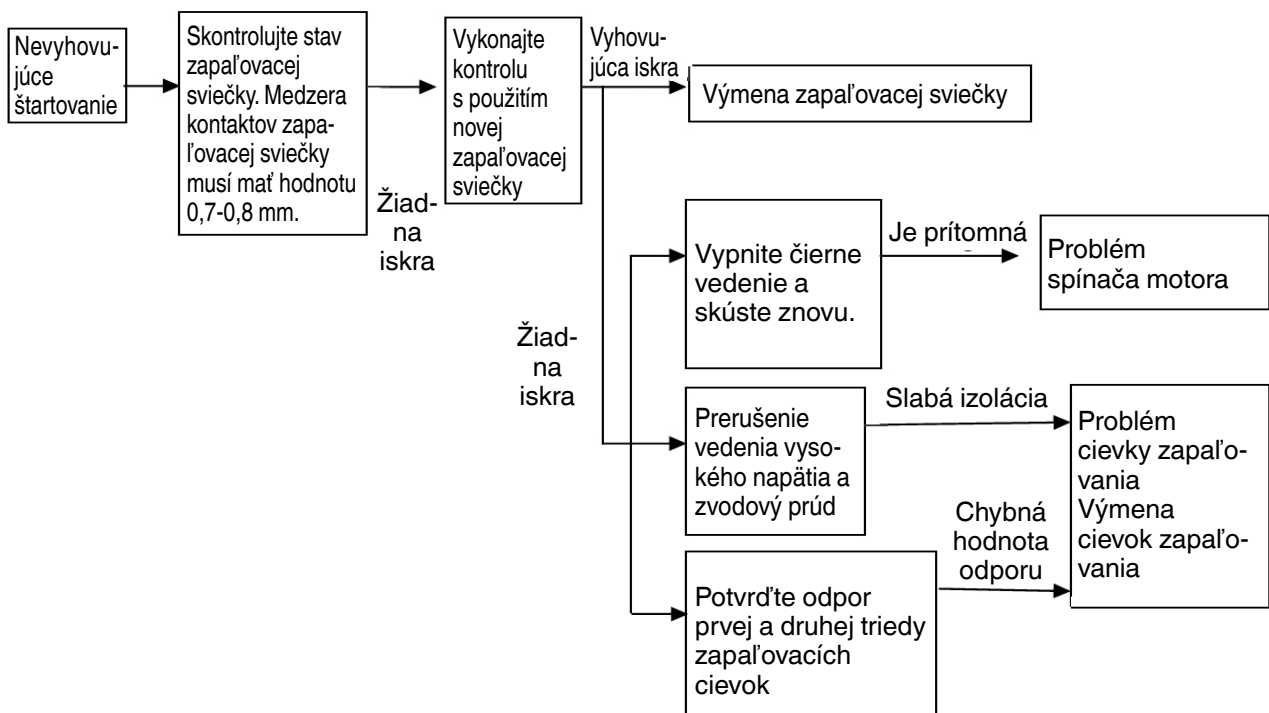 Nevyhovu-
júce
štartovanie
Skontrolujte stav
zapaľovacej
sviečky. Medzera
kontaktov zapa-
ľovacej sviečky
musí mať hodnotu
0,7-0,8 mm.
Žiad-
na
iskra
Vykonajte
kontrolu
s použitím
novej
zapaľovacej
sviečky
Vyhovu-
júca iskra
Výmena zapaľovacej sviečky
Žiad-
na
iskra
Vypnite čierne
vedenie a
skúste znovu.
Je prítomná
Problém
spínača motora
Prerušenie
vedenia vyso-
kého napätia a
zvodový prúd
Slabá izolácia
Problém
cievky zapaľo-
vania
Výmena
cievok zapaľo-
vania
Potvrďte odpor
prvej a druhej triedy
zapaľovacích
cievok
Chybná
hodnota
odporu